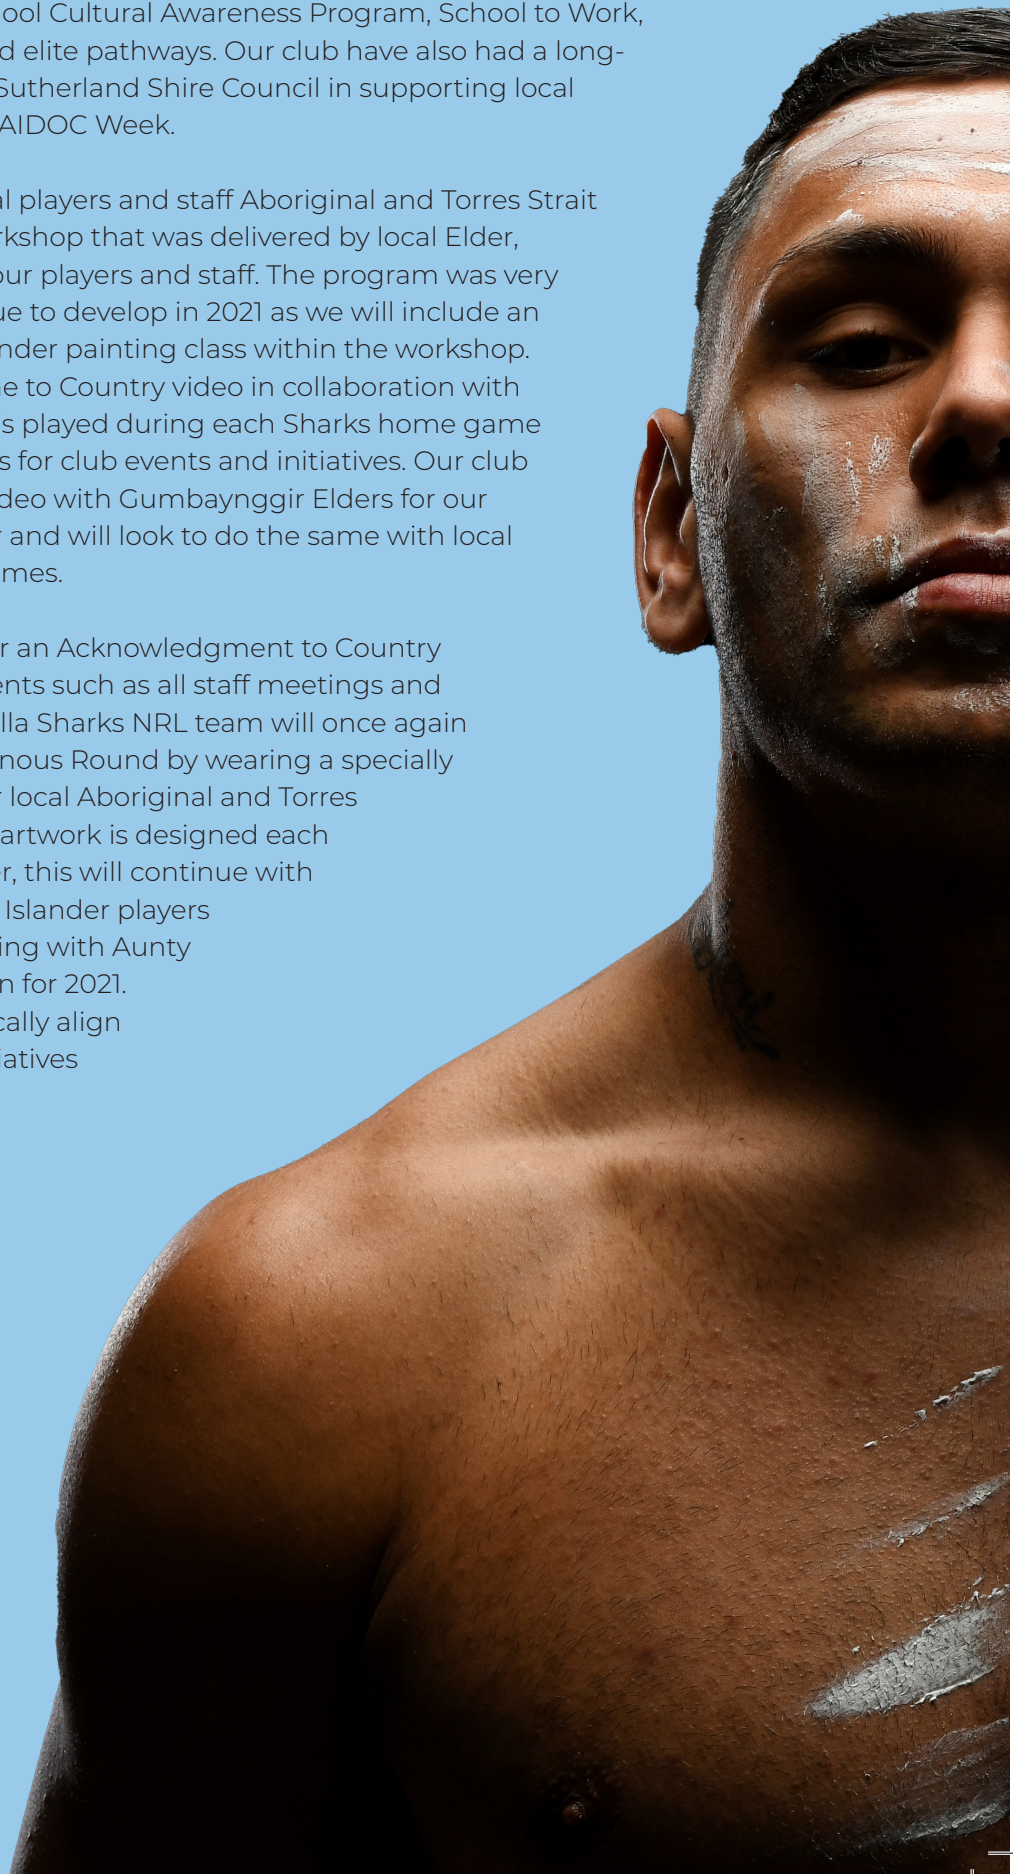 ool Cultural Awareness Program, School to Work,
d elite pathways. Our club have also had a long-
Sutherland Shire Council in supporting local
AIDOC Week.
al players and staff Aboriginal and Torres Strait
rkshop that was delivered by local Elder,
our players and staff. The program was very
ue to develop in 2021 as we will include an
nder painting class within the workshop.
e to Country video in collaboration with
s played during each Sharks home game
s for club events and initiatives. Our club
deo with Gumbaynggir Elders for our
r and will look to do the same with local
mes.
r an Acknowledgment to Country
ents such as all staff meetings and
lla Sharks NRL team will once again
nous Round by wearing a specially
r local Aboriginal and Torres
artwork is designed each
er, this will continue with
Islander players
ing with Aunty
n for 2021.
cally align
iatives